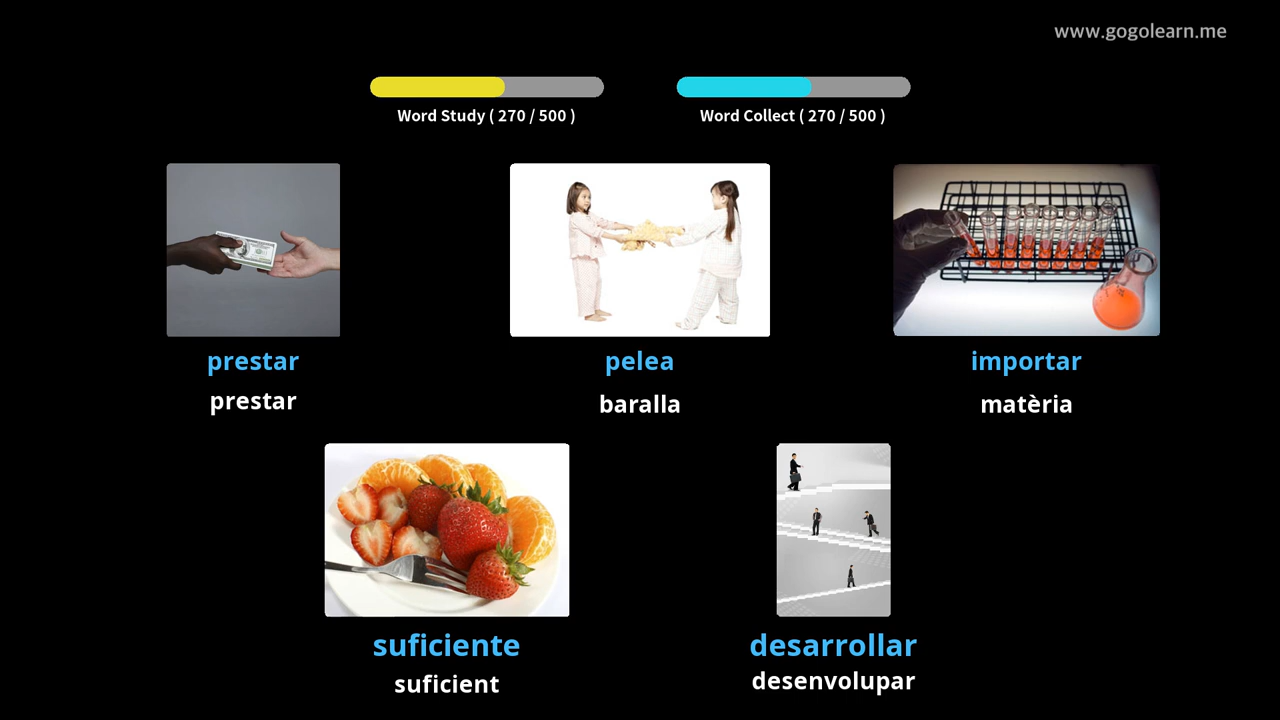 www.gogolearn.me
Word Study ( 270 / 500 )
Word Collect ( 270 / 500 )
prestar
prestar
pelea
baralla
importar
matèria
suficiente
suficient
desarrollar
desenvolupar